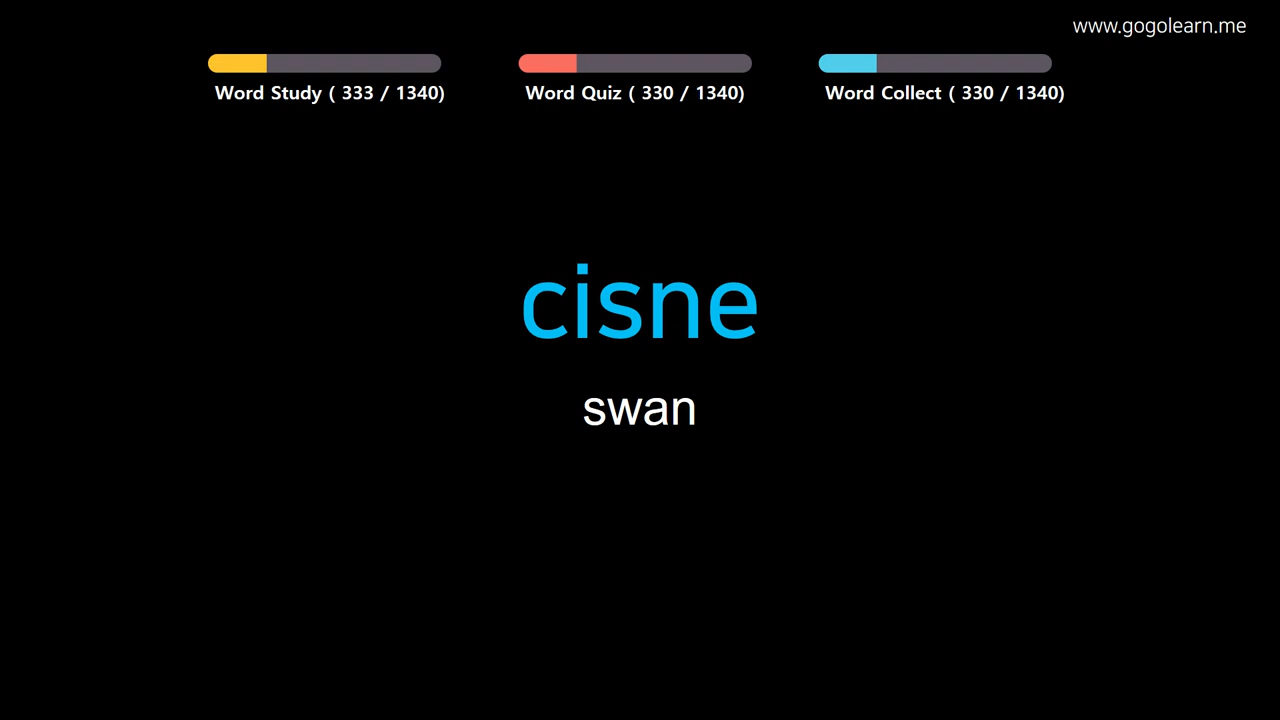 www.gogolearn.me
Word Study ( 333 / 1340)
Word Quiz ( 330 / 1340)
Word Collect ( 330 / 1340)
cisne
swan